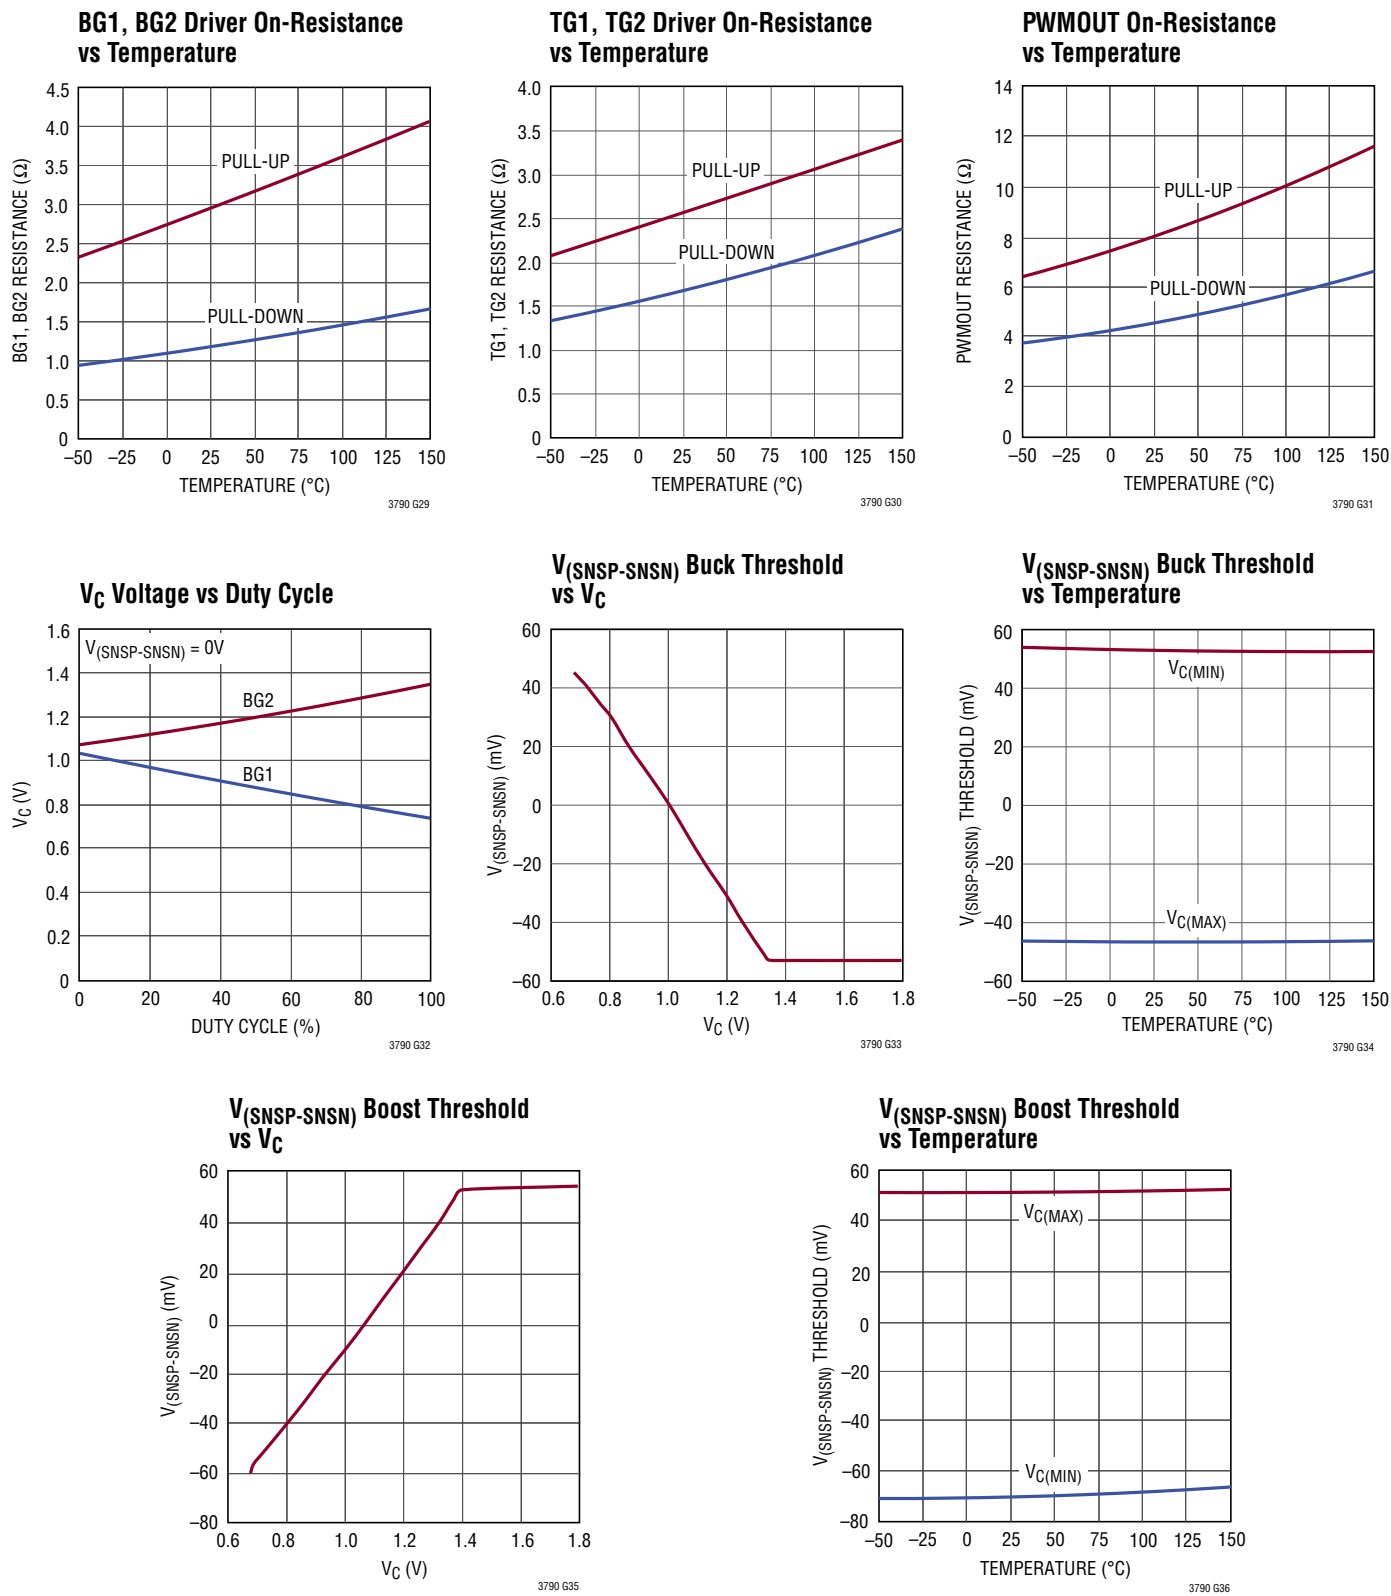 BG1, BG2 Driver On-Resistance
vs Temperature
4.5
4.0
3.5
3.0
2.5
2.0
1.5
1.0
0.5
0
BG1, BG2 RESISTANCE (Ω)
PULL-UP
PULL-DOWN
–50 –25 0 25 50 75 100 125 150
TEMPERATURE (°C)
3790 G29
TG1, TG2 Driver On-Resistance
vs Temperature
4.0
3.5
3.0
2.5
2.0
1.5
1.0
0.5
0
TG1, TG2 RESISTANCE (Ω)
PULL-UP
PULL-DOWN
–50 –25 0 25 50 75 100 125 150
TEMPERATURE (°C)
3790 G30
PWMOUT On-Resistance
vs Temperature
14
12
10
8
6
4
2
0
PWMOUT RESISTANCE (Ω)
PULL-UP
PULL-DOWN
–50 –25 0 25 50 75 100 125 150
TEMPERATURE (°C)
3790 G31
VC Voltage vs Duty Cycle
1.6
1.4
1.2
1.0
0.8
0.6
0.4
0.2
0
VC (V)
V(SNSP-SNSN) = 0V
BG2
BG1
0 20 40 60 80 100
DUTY CYCLE (%)
3790 G32
V(SNSP-SNSN) Buck Threshold
vs VC
60
40
20
0
–20
–40
–60
V(SNSP-SNSN) (mV)
0.6 0.8 1.0 1.2 1.4 1.6 1.8
VC (V)
3790 G33
V(SNSP-SNSN) Buck Threshold
vs Temperature
60
40
20
0
–20
–40
–60
V(SNSP-SNSN) THRESHOLD (mV)
VC(MIN)
VC(MAX)
–50 –25 0 25 50 75 100 125 150
TEMPERATURE (°C)
3790 G34
V(SNSP-SNSN) Boost Threshold
vs VC
60
40
20
0
–20
–40
–60
–80
V(SNSP-SNSN) (mV)
0.6 0.8 1.0 1.2 1.4 1.6 1.8
VC (V)
3790 G35
V(SNSP-SNSN) Boost Threshold
vs Temperature
60
40
20
0
–20
–40
–60
–80
V(SNSP-SNSN) THRESHOLD (mV)
VC(MAX)
VC(MIN)
–50 –25 0 25 50 75 100 125 150
TEMPERATURE (°C)
3790 G36